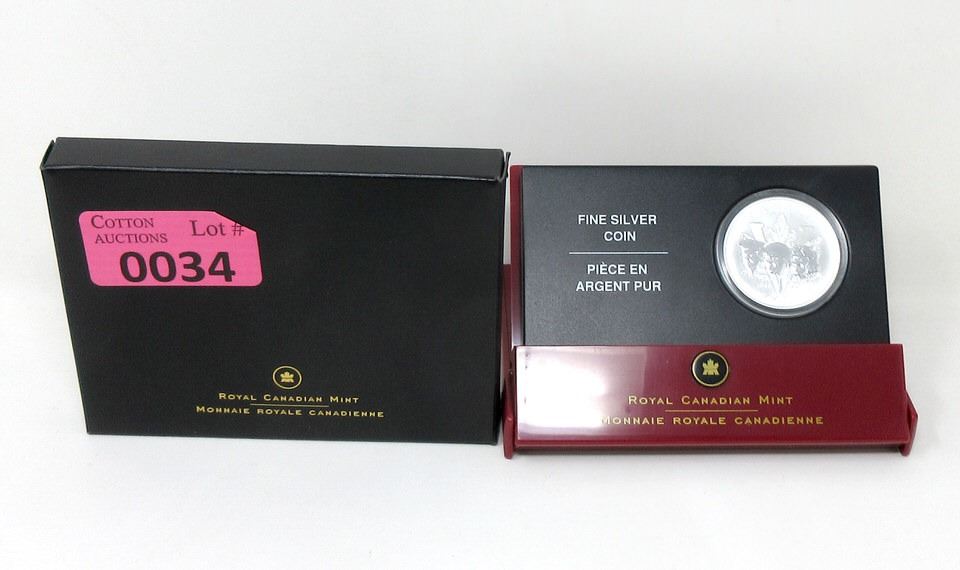 COTTON AUCTIONS
Lot #
0034
ROYAL CANADIAN MINT
MONNAIE ROYALE CANADIENNE
FINE SILVER
COIN
PIÈCE EN
ARGENT PUR
ROYAL CANADIAN MINT
MONNAIE ROYALE CANADIENNE